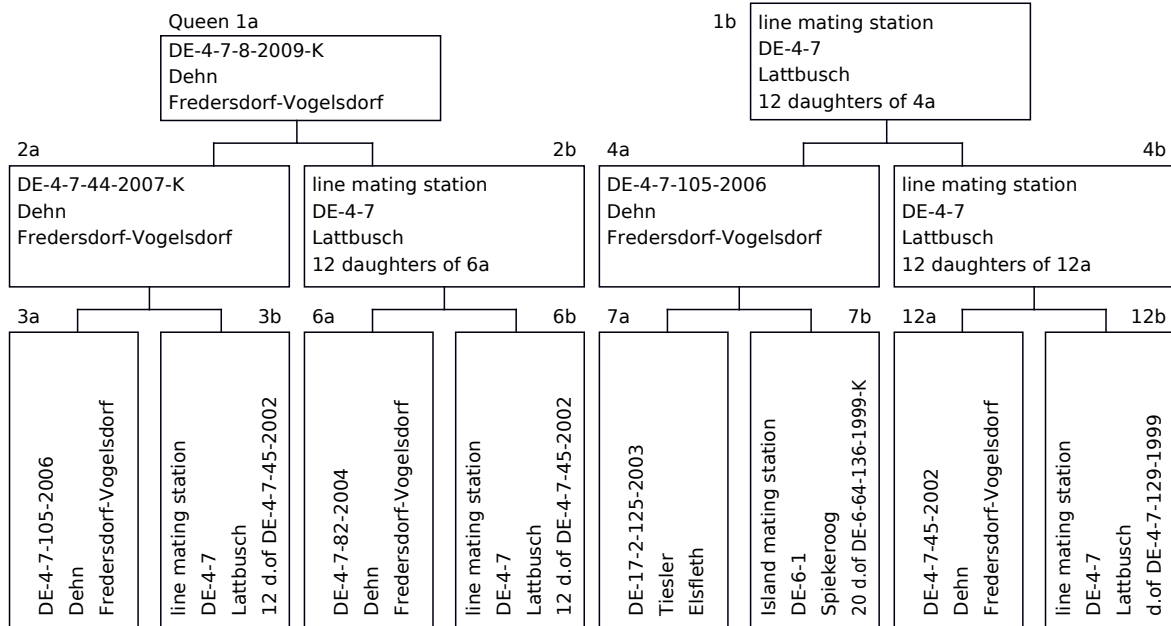 Queen 1a
DE-4-7-8-2009-K
Dehn
Fredersdorf-Vogelsdorf
1b
line mating station
DE-4-7
Lattbusch
12 daughters of 4a
2a
DE-4-7-44-2007-K
Dehn
Fredersdorf-Vogelsdorf
2b
line mating station
DE-4-7
Lattbusch
12 daughters of 6a
4a
DE-4-7-105-2006
Dehn
Fredersdorf-Vogelsdorf
4b
line mating station
DE-4-7
Lattbusch
12 daughters of 12a
3a
DE-4-7-105-2006
Dehn
Fredersdorf-Vogelsdorf
3b
line mating station
DE-4-7
Lattbusch
12 d.of DE-4-7-45-2002
6a
DE-4-7-82-2004
Dehn
Fredersdorf-Vogelsdorf
6b
line mating station
DE-4-7
Lattbusch
12 d.of DE-4-7-45-2002
7a
DE-17-2-125-2003
Tiesler
Elsfleth
7b
Island mating station
DE-6-1
Spiekeroog
20 d.of DE-6-64-136-1999-K
12a
DE-4-7-45-2002
Dehn
Fredersdorf-Vogelsdorf
12b
line mating station
DE-4-7
Lattbusch
d.of DE-4-7-129-1999